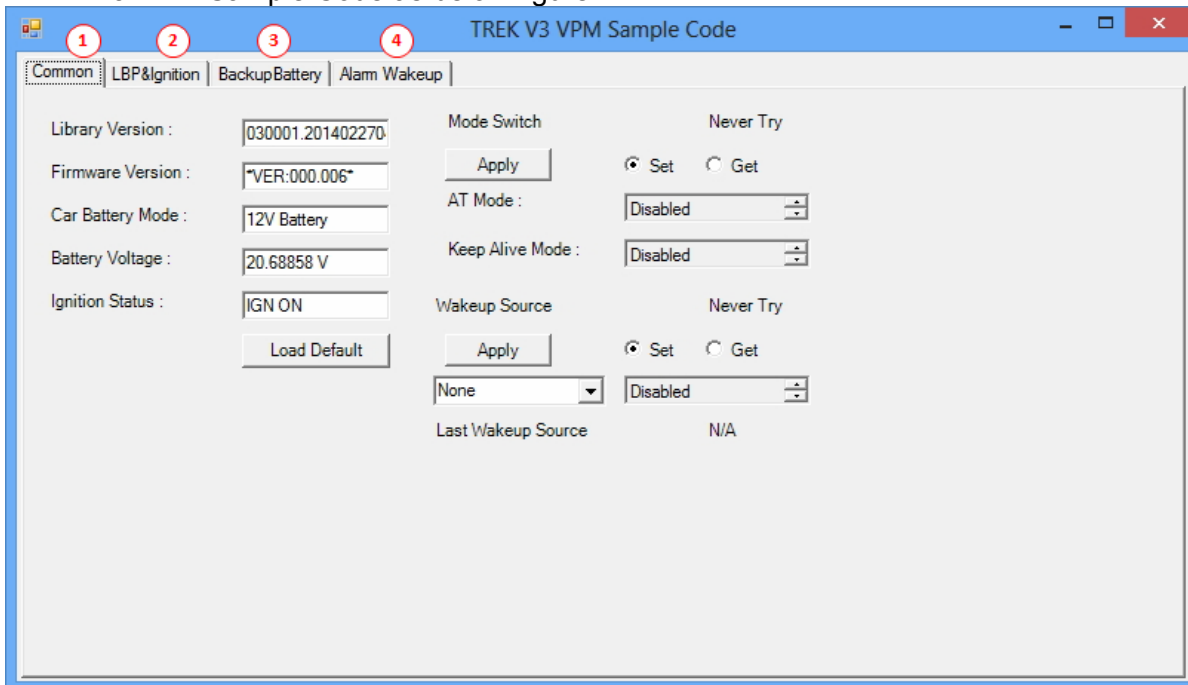 TREK V3 VPM Sample Code
1 2 3 4
Common LBP&Ignition BackupBattery Alarm Wakeup
Library Version : 030001.2014022704
Firmware Version : *VER:000.006*
Car Battery Mode : 12V Battery
Battery Voltage : 20.68858 V
Ignition Status : IGN ON
Load Default
Mode Switch Never Try
Apply Set Get
AT Mode : Disabled
Keep Alive Mode : Disabled
Wakeup Source Never Try
Apply Set Get
None Disabled
Last Wakeup Source N/A